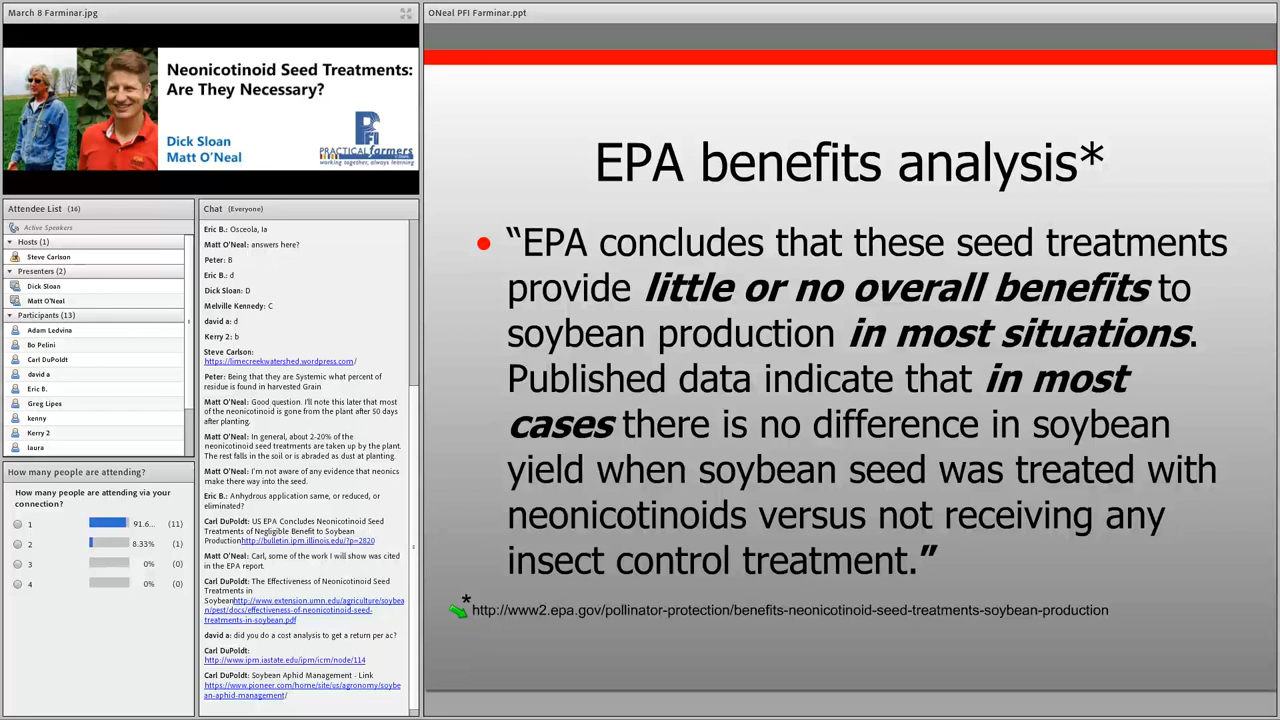 March 8 Farminar.jpg
Neonicotinoid Seed Treatments:
Are They Necessary?
Dick Sloan
Matt O'Neal
PFI
PRACTICAL farmers
working together, always learning
Attendee List (16)
Active Speakers
Hosts (1)
Steve Carlson
Presenters (2)
Dick Sloan
Matt O'Neal
Participants (13)
Adam Ledvina
Bo Pelini
Carl DuPoldt
david a
Eric B.
Greg Lipes
kenny
Kerry 2
laura
How many people are attending?
How many people are attending via your
connection?
1 91.6... (11)
2 8.33% (1)
3 0% (0)
4 0% (0)
Chat (Everyone)
Eric B.: Osceola, Ia
Matt O'Neal: answers here?
Peter: B
Eric B.: d
Dick Sloan: D
Melville Kennedy: C
david a: d
Kerry 2: b
Steve Carlson:
https://limecreekwatershed.wordpress.com/
Peter: Being that they are Systemic what percent of
residue is found in harvested Grain
Matt O'Neal: Good question. I'll note this later that most
of the neonicotinoid is gone from the plant after 50 days
after planting.
Matt O'Neal: In general, about 2-20% of the
neonicotinoid seed treatments are taken up by the plant.
The rest falls in the soil or is abraded as dust at planting.
Matt O'Neal: I'm not aware of any evidence that neonics
make there way into the seed.
Eric B.: Anhydrous application same, or reduced, or
eliminated?
Carl DuPoldt: US EPA Concludes Neonicotinoid Seed
Treatments of Negligible Benefit to Soybean
Productionhttp://bulletin.ipm.illinois.edu/?p=2820
Matt O'Neal: Carl, some of the work I will show was cited
in the EPA report.
Carl DuPoldt: The Effectiveness of Neonicotinoid Seed
Treatments in
Soybeanhttp://www.extension.umn.edu/agriculture/soybea
n/pest/docs/effectiveness-of-neonicotinoid-seed-
treatments-in-soybean.pdf
david a: did you do a cost analysis to get a return per ac?
Carl DuPoldt:
http://www.ipm.iastate.edu/ipm/icm/node/114
Carl DuPoldt: Soybean Aphid Management - Link
https://www.pioneer.com/home/site/us/agronomy/soybe
an-aphid-management/
ONeal PFI Farminar.ppt
EPA benefits analysis*
• “EPA concludes that these seed treatments
provide little or no overall benefits to
soybean production in most situations.
Published data indicate that in most
cases there is no difference in soybean
yield when soybean seed was treated with
neonicotinoids versus not receiving any
insect control treatment.”
* http://www2.epa.gov/pollinator-protection/benefits-neonicotinoid-seed-treatments-soybean-production